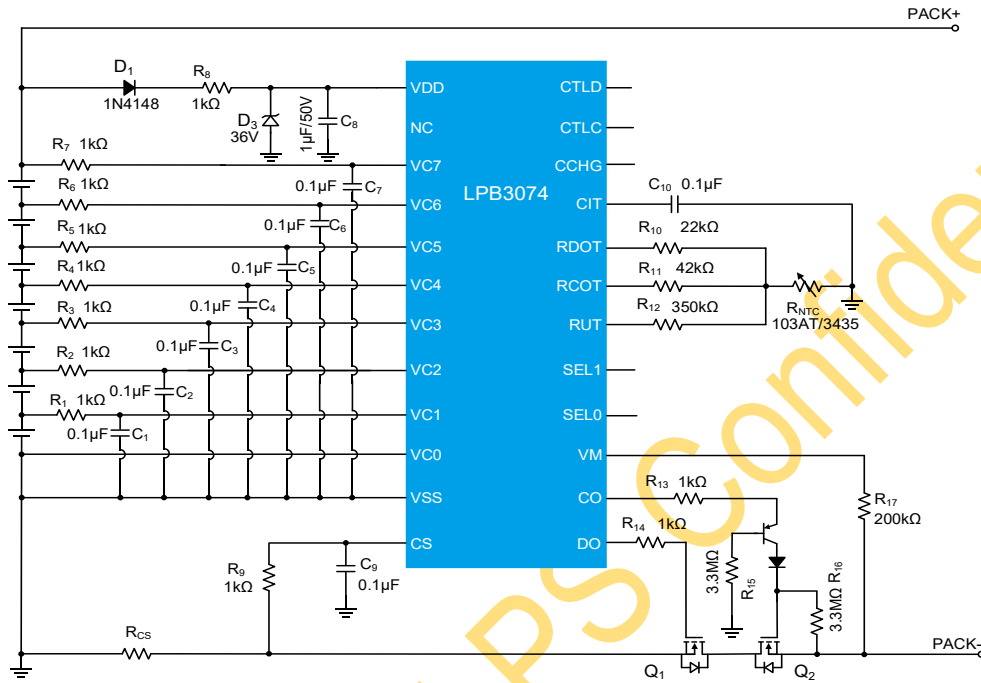 PACK+
D1
1N4148
R8
1kΩ
D3
36V
1μF/50V
C8
VDD
NC
VC7
VC6
VC5
VC4
VC3
VC2
VC1
VC0
VSS
CS
LPB3074
CTLD
CTLC
CCHG
CIT
RDOT
RCOT
RUT
SEL1
SEL0
VM
CO
DO
R7 1kΩ
R6 1kΩ
R5 1kΩ
R4 1kΩ
R3 1kΩ
R2 1kΩ
R1 1kΩ
0.1μF C7
0.1μF C6
0.1μF C5
0.1μF C4
0.1μF C3
0.1μF C2
0.1μF C1
R9
1kΩ
C9
0.1μF
RCS
C10 0.1μF
R10 22kΩ
R11 42kΩ
R12 350kΩ
RNTC
103AT/3435
R13 1kΩ
R14 1kΩ
3.3MΩ
R15
3.3MΩ R16
R17
200kΩ
Q1
Q2
PACK-
PS Confide